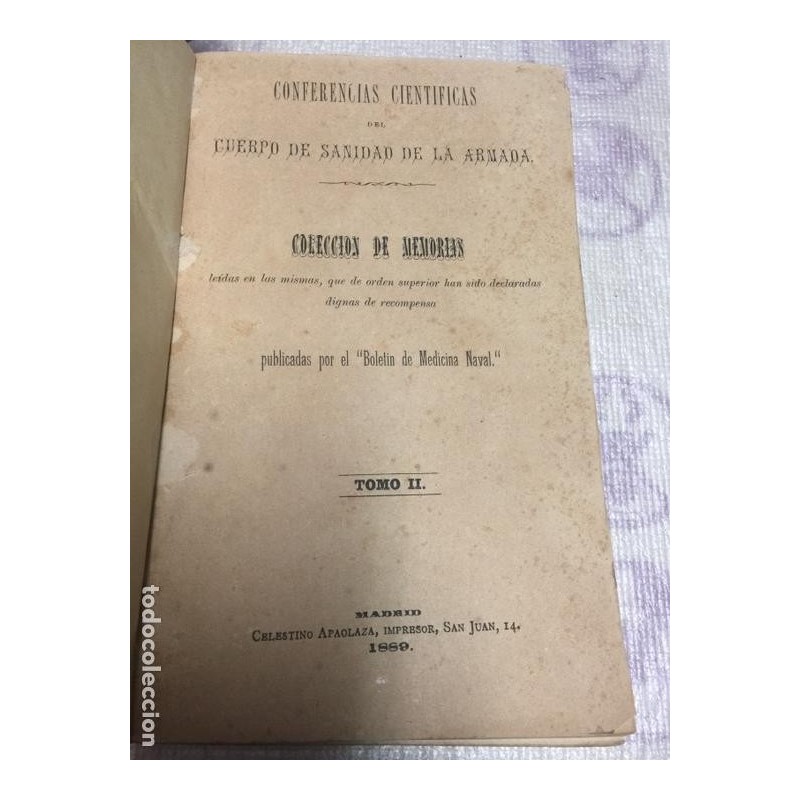 CONFERENCIAS CIENTIFICAS
DEL
CUERPO DE SANIDAD DE LA ARMADA.
COLECCION DE MEMORIAS
leídas en las mismas, que de orden superior han sido declaradas
dignas de recompensa
publicadas por el "Boletin de Medicina Naval."
TOMO II.
MADRID
CELESTINO APAOLAZA, IMPRESOR, SAN JUAN, 14.
1889.
todocoleccion